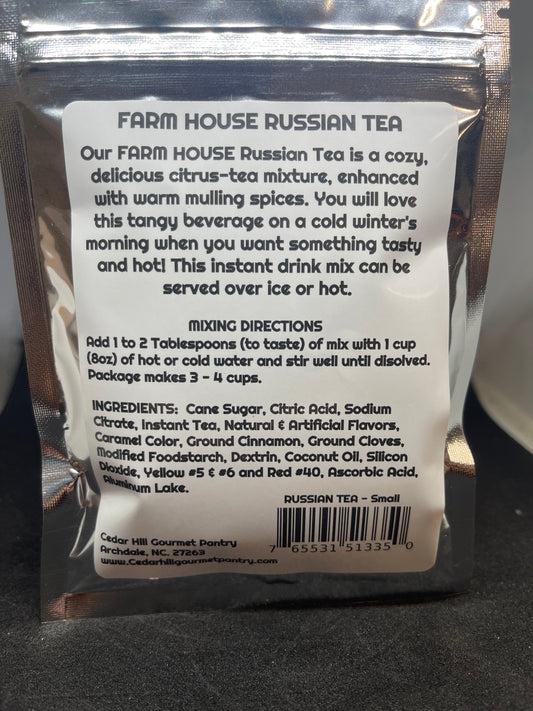 FARM HOUSE RUSSIAN TEA
Our FARM HOUSE Russian Tea is a cozy,
delicious citrus-tea mixture, enhanced
with warm mulling spices. You will love
this tangy beverage on a cold winter's
morning when you want something tasty
and hot! This instant drink mix can be
served over ice or hot.
MIXING DIRECTIONS
Add 1 to 2 Tablespoons (to taste) of mix with 1 cup
(8oz) of hot or cold water and stir well until disolved.
Package makes 3 - 4 cups.
INGREDIENTS: Cane Sugar, Citric Acid, Sodium
Citrate, Instant Tea, Natural & Artificial Flavors,
Caramel Color, Ground Cinnamon, Ground Cloves,
Modified Foodstarch, Dextrin, Coconut Oil, Silicon
Dioxide, Yellow #5 & #6 and Red #40, Ascorbic Acid,
Aluminum Lake.
RUSSIAN TEA - Small
Cedar Hill Gourmet Pantry
Archdale, NC. 27263
www.Cedarhillgourmetpantry.com
7 65531 51335 0